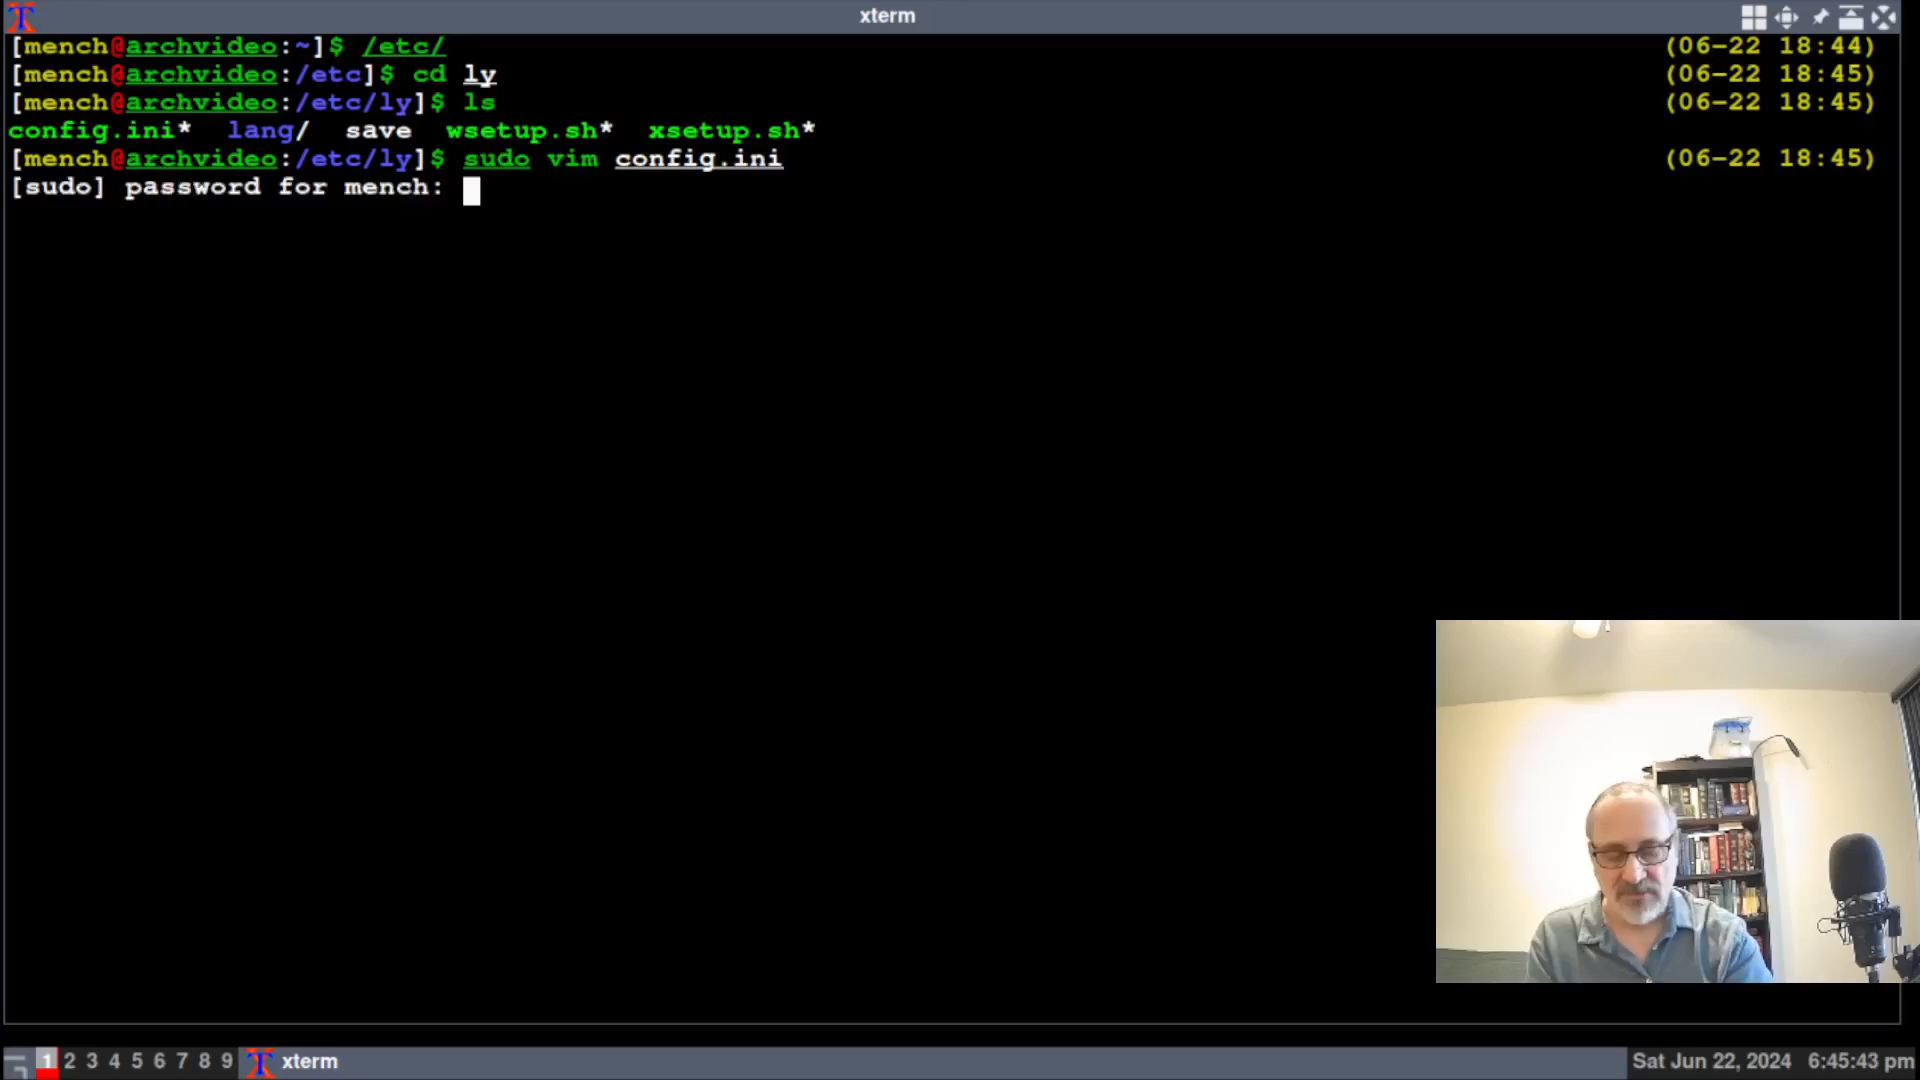 xterm
[mench@archvideo:~]$ /etc/ (06-22 18:44)
[mench@archvideo:/etc]$ cd ly (06-22 18:45)
[mench@archvideo:/etc/ly]$ ls (06-22 18:45)
config.ini* lang/ save wsetup.sh* xsetup.sh*
[mench@archvideo:/etc/ly]$ sudo vim config.ini (06-22 18:45)
[sudo] password for mench:
1 2 3 4 5 6 7 8 9 xterm Sat Jun 22, 2024 6:45:43 pm